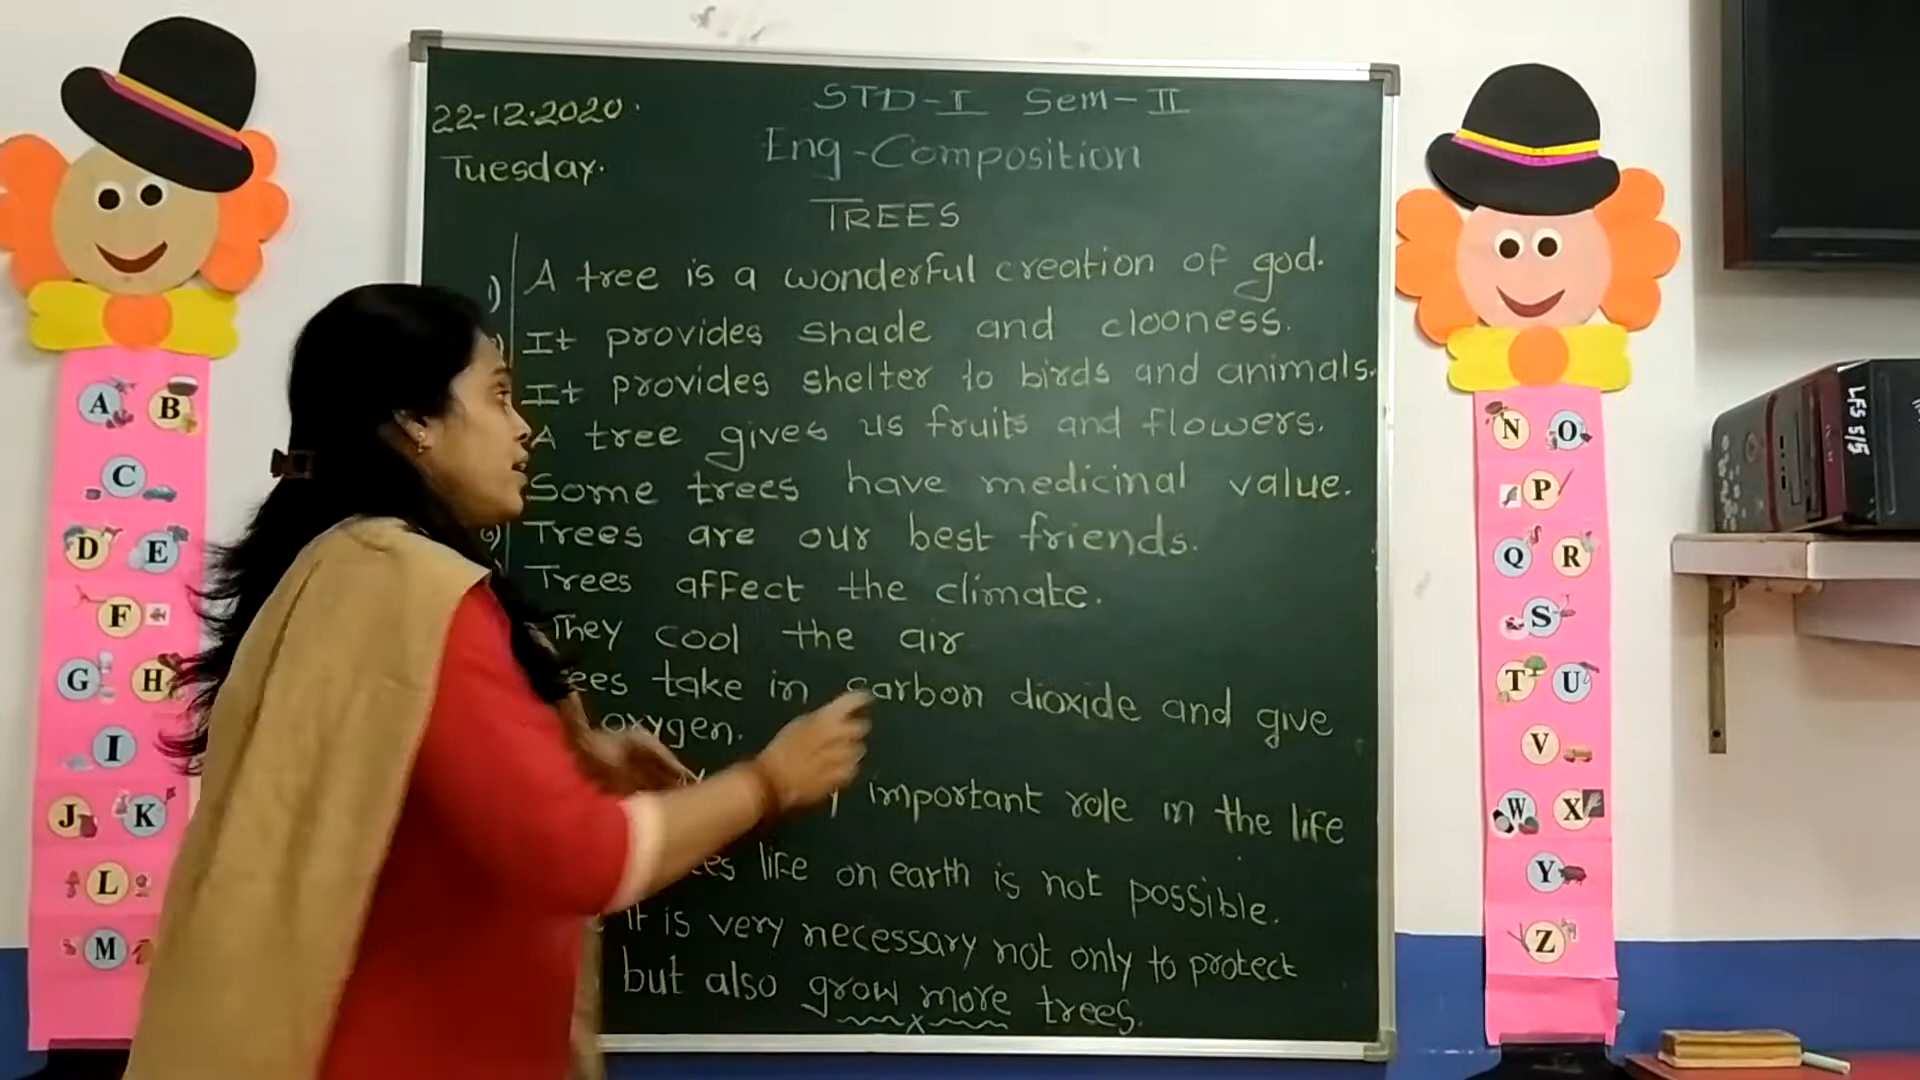 22-12-2020.
Tuesday.
STD-I Sem-II
Eng-Composition
TREES
1) A tree is a wonderful creation of god.
It provides shade and clooness.
It provides shelter to birds and animals.
A tree gives us fruits and flowers.
Some trees have medicinal value.
6) Trees are our best friends.
Trees affect the climate.
They cool the air
take in carbon dioxide and give
oxygen.
important role in the life
life on earth is not possible.
It is very necessary not only to protect
but also grow more trees.
A B
C
D E
F
G H
I
J K
L
M
N O
P
Q R
S
T U
V
W X
Y
Z
LFS 5/5